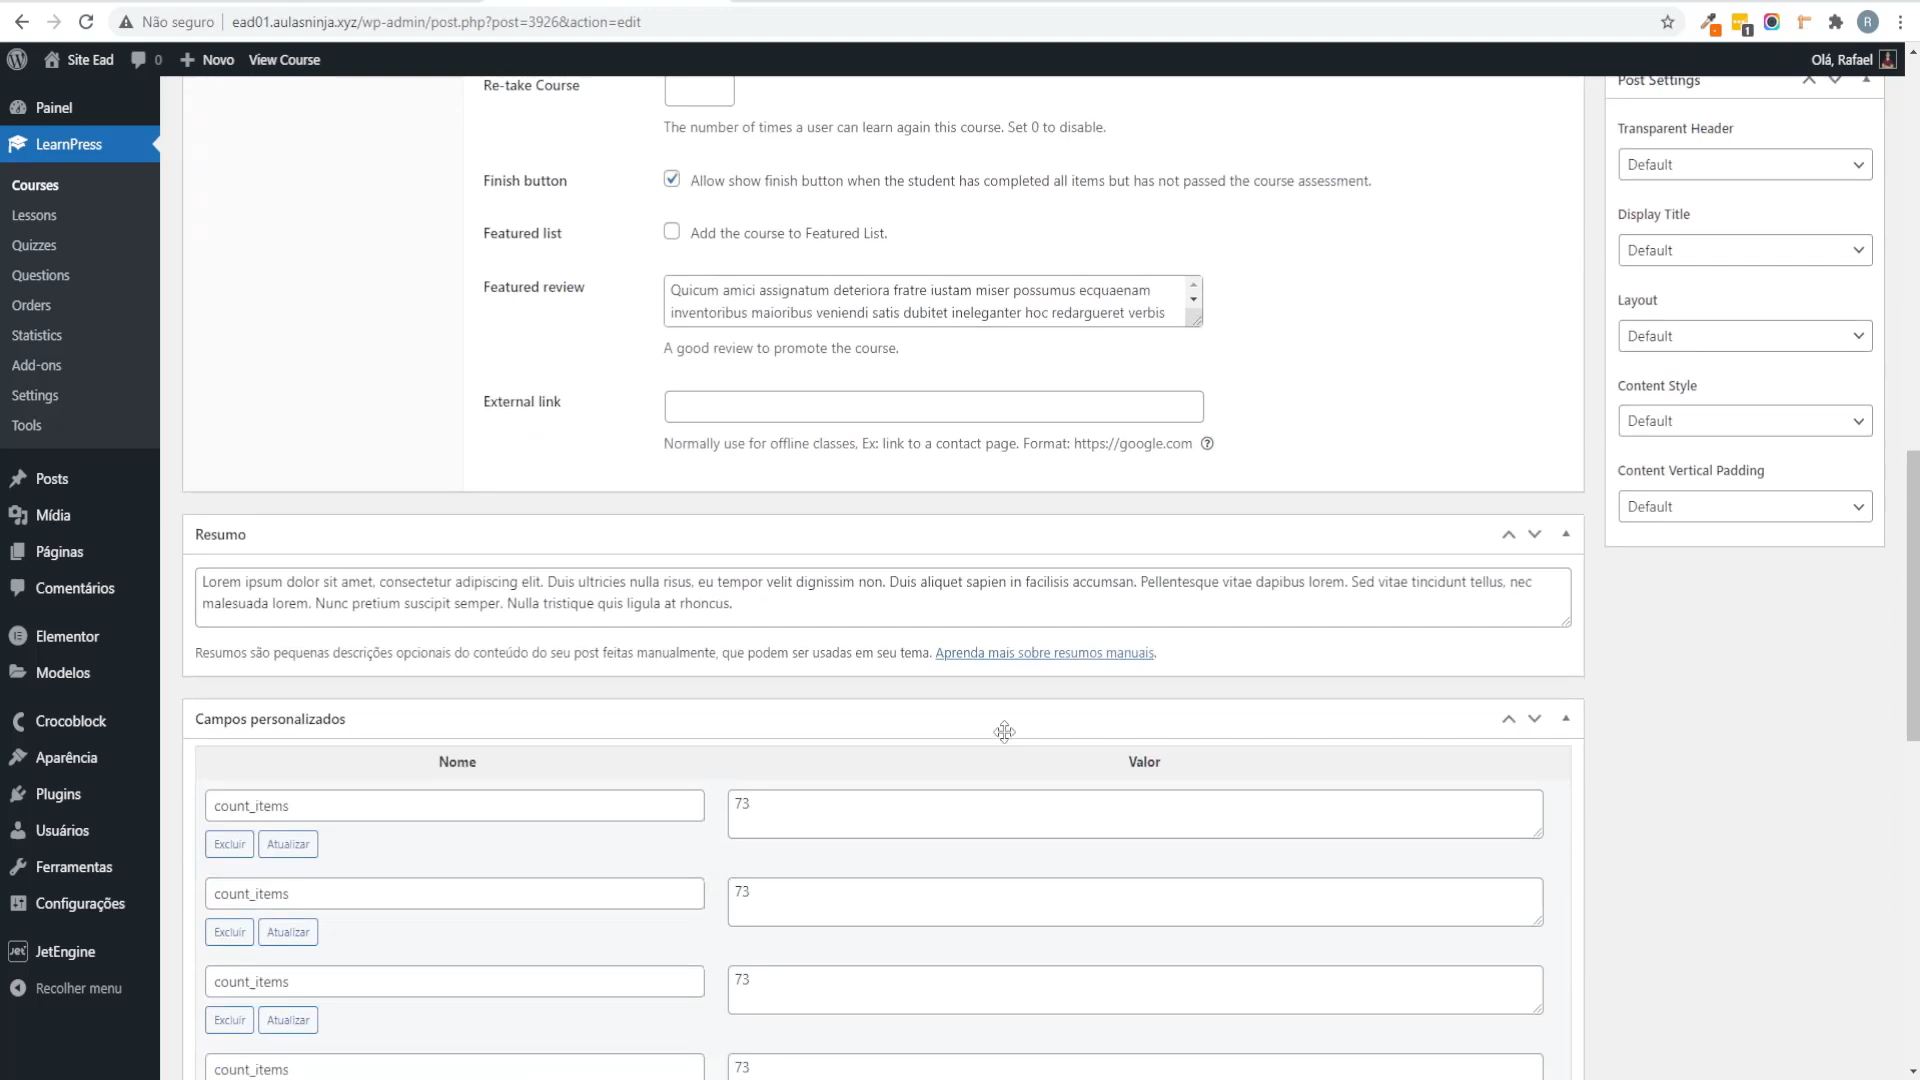 Não seguro
ead01.aulasninja.xyz/wp-admin/post.php?post=3926&action=edit
1
R
Site Ead
0
Novo
View Course
Olá, Rafael
Painel
LearnPress
Courses
Lessons
Quizzes
Questions
Orders
Statistics
Add-ons
Settings
Tools
Posts
Mídia
Páginas
Comentários
Elementor
Modelos
Crocoblock
Aparência
Plugins
Usuários
Ferramentas
Configurações
Jet JetEngine
Recolher menu
Re-take Course
The number of times a user can learn again this course. Set 0 to disable.
Finish button
Allow show finish button when the student has completed all items but has not passed the course assessment.
Featured list
Add the course to Featured List.
Featured review
Quicum amici assignatum deteriora fratre iustam miser possumus ecquaenam
inventoribus maioribus veniendi satis dubitet ineleganter hoc redargueret verbis
A good review to promote the course.
External link
Normally use for offline classes, Ex: link to a contact page. Format: https://google.com
Resumo
Lorem ipsum dolor sit amet, consectetur adipiscing elit. Duis ultricies nulla risus, eu tempor velit dignissim non. Duis aliquet sapien in facilisis accumsan. Pellentesque vitae dapibus lorem. Sed vitae tincidunt tellus, nec
malesuada lorem. Nunc pretium suscipit semper. Nulla tristique quis ligula at rhoncus.
Resumos são pequenas descrições opcionais do conteúdo do seu post feitas manualmente, que podem ser usadas em seu tema. Aprenda mais sobre resumos manuais.
Campos personalizados
Nome
Valor
count_items
73
Excluir
Atualizar
count_items
73
Excluir
Atualizar
count_items
73
Excluir
Atualizar
count_items
73
Post Settings
Transparent Header
Default
Display Title
Default
Layout
Default
Content Style
Default
Content Vertical Padding
Default